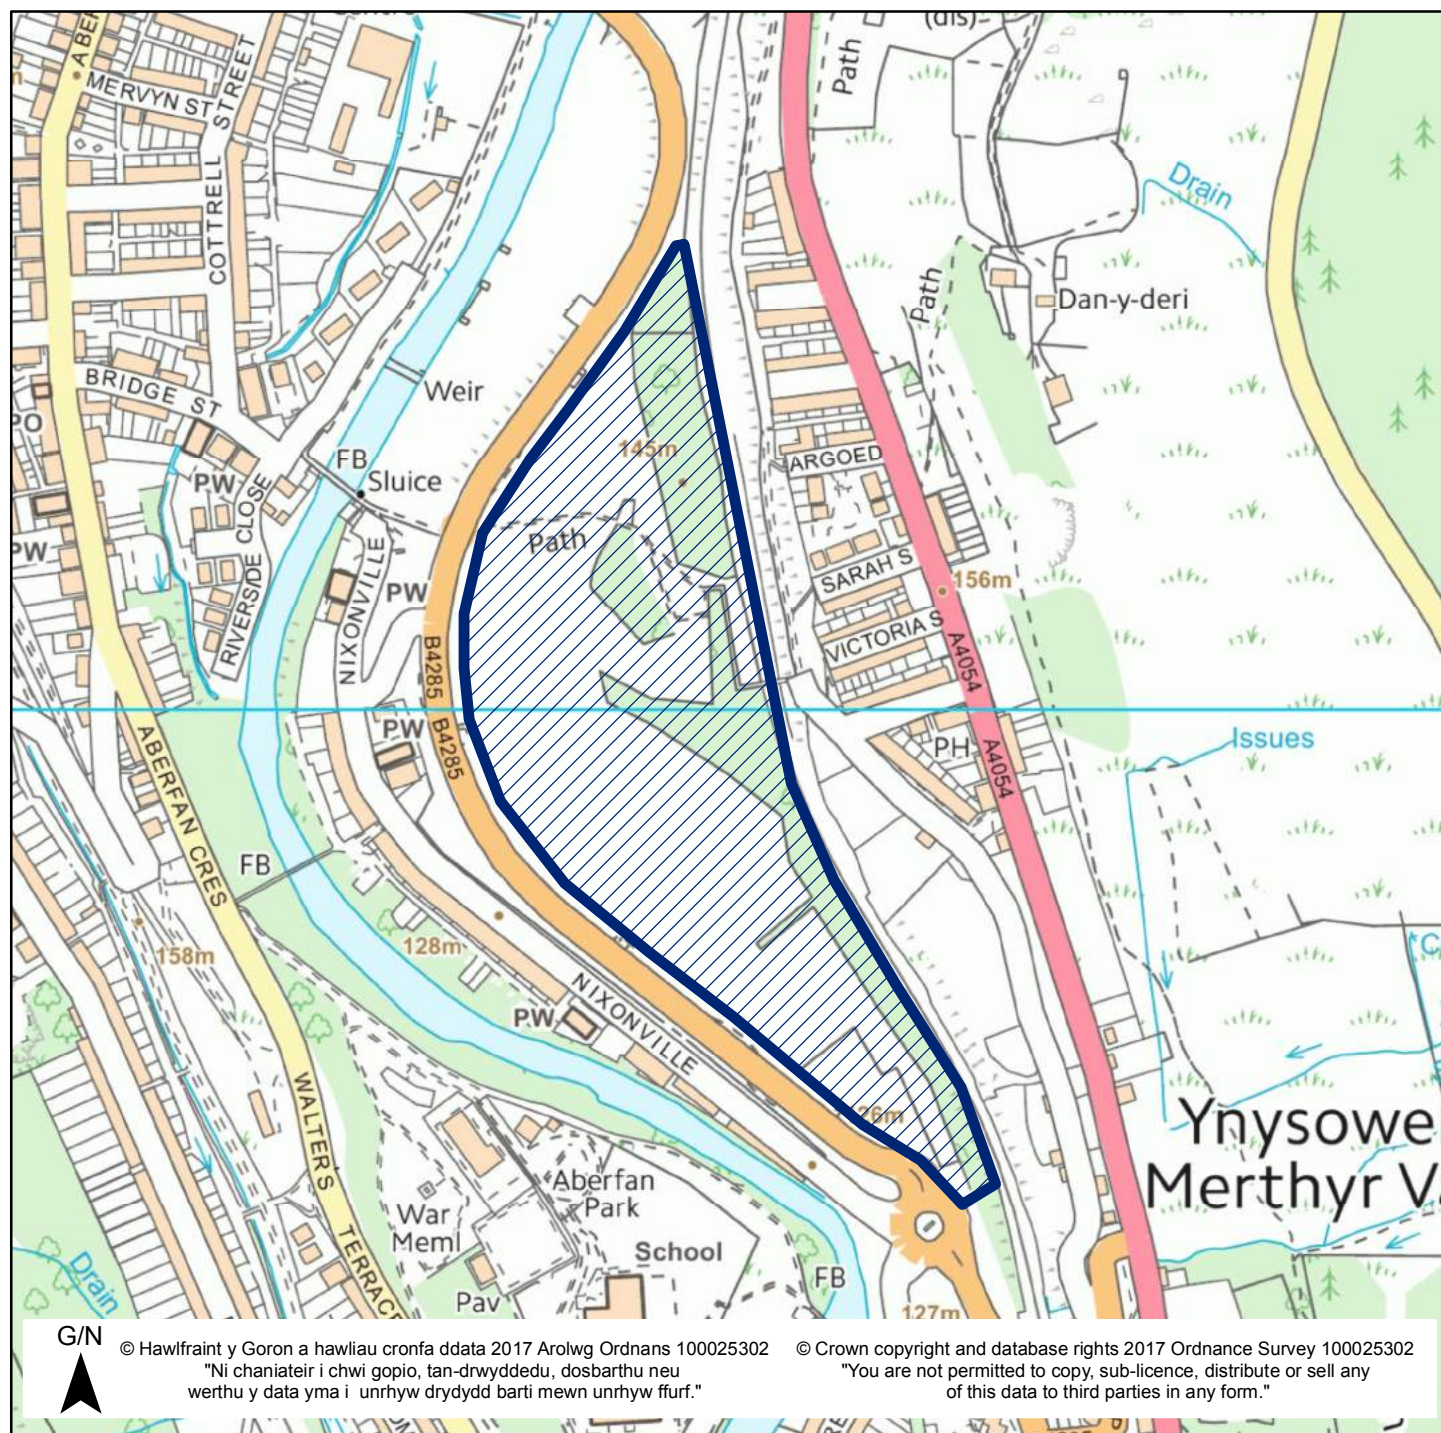 (dis)
Path
MERVYN ST
COTTRELL STREET
Drain
Path
Dan-y-deri
BRIDGE ST
Weir
PO
FB
Sluice
PW
145m
ARGOED
PW
RIVERSIDE CLOSE
NIXONVILLE
PW
Path
SARAH S
156m
VICTORIA S
B4285
A4054
PW
B4285
PH
A4054
Issues
ABERFAN CRES
FB
158m
128m
NIXONVILLE
PW
126m
WALTER'S TERRACE
Ynysowe
Merthyr Va
Aberfan
Park
War
Meml
School
Drain
Pav
FB
127m
G/N
© Hawlfraint y Goron a hawliau cronfa ddata 2017 Arolwg Ordnans 100025302
"Ni chaniateir i chwi gopio, tan-drwyddedu, dosbarthu neu
werthu y data yma i unrhyw drydydd barti mewn unrhyw ffurf."
© Crown copyright and database rights 2017 Ordnance Survey 100025302
"You are not permitted to copy, sub-licence, distribute or sell any
of this data to third parties in any form."